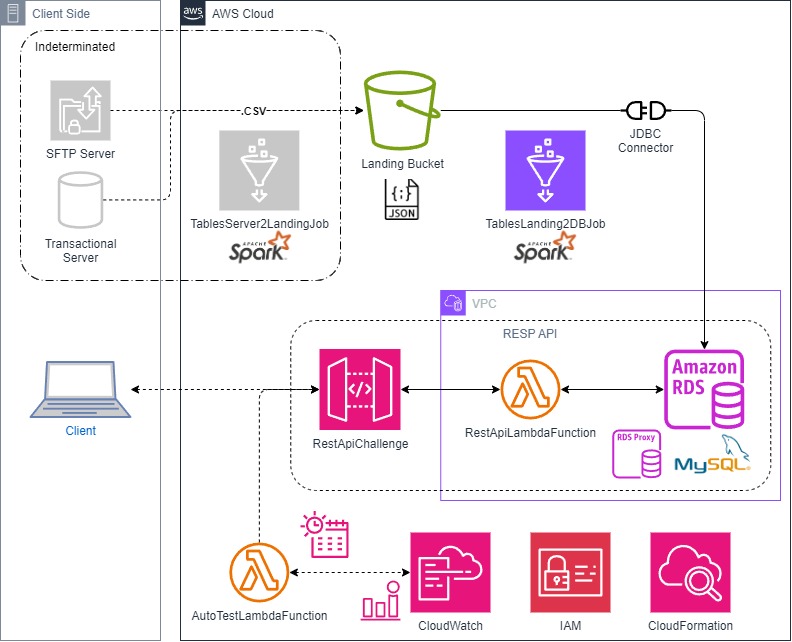 Client Side
aws
AWS Cloud
Indeterminated
.CSV
SFTP Server
Landing Bucket
JDBC
Connector
{;}
JSON
Transactional
Server
TablesServer2LandingJob
APACHE
Spark
TablesLanding2DBJob
APACHE
Spark
VPC
RESP API
Amazon
RDS
</>
Client
RestApiChallenge
RestApiLambdaFunction
RDS Proxy
MySQL
AutoTestLambdaFunction
CloudWatch
IAM
CloudFormation